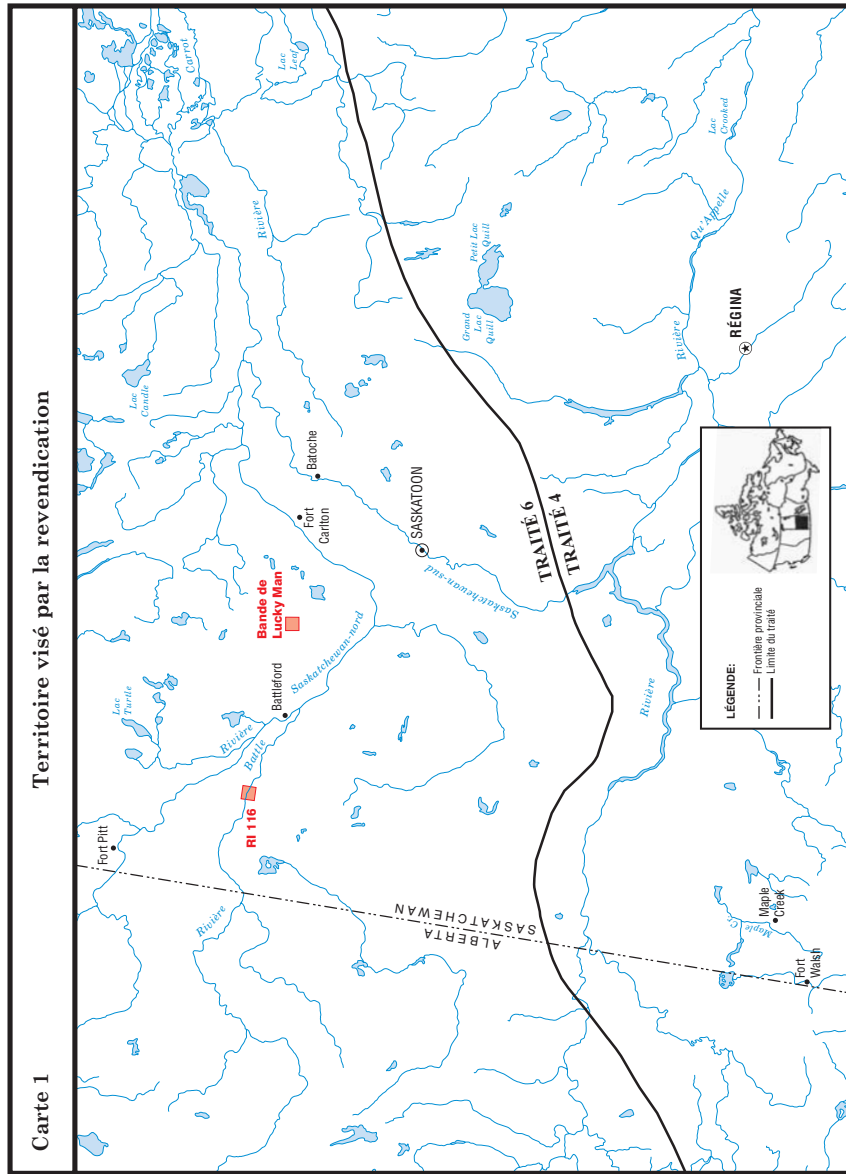 Carte 1
Territoire visé par la revendication
Fort Pitt
Lac
Turtle
Lac
Candle
Carrot
Lac
Leaf
Rivière
Rivière
RI 116
Rivière
Battle
Battleford
Saskatchewan-nord
Bande de
Lucky Man
Fort
Carlton
Batoche
SASKATOON
Saskatchewan-sud
ALBERTA
SASKATCHEWAN
TRAITÉ 6
TRAITÉ 4
Grand
Lac
Quill
Petit Lac
Quill
Rivière
Rivière
Qu'Appelle
Lac
Crooked
RÉGINA
Maple Cr.
Maple
Creek
Fort
Walsh
LÉGENDE:
Frontière provinciale
Limite du traité